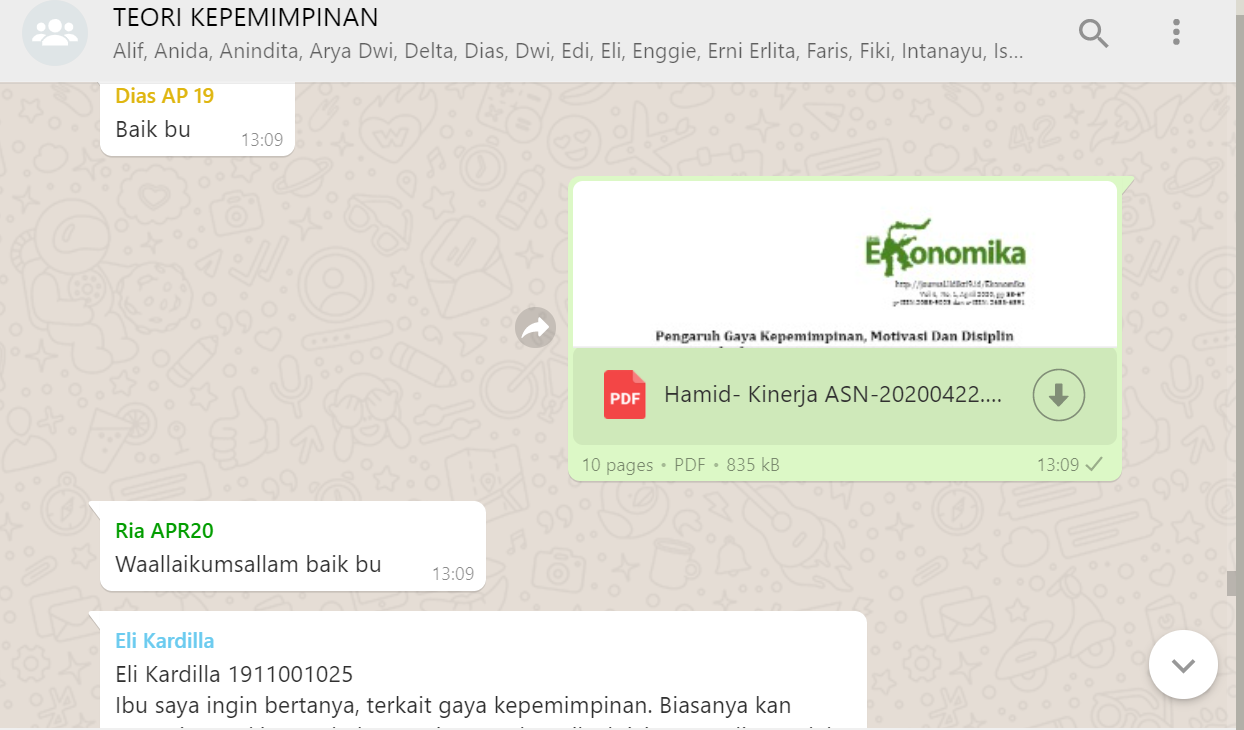 TEORI KEPEMIMPINAN
Alif, Anida, Anindita, Arya Dwi, Delta, Dias, Dwi, Edi, Eli, Enggie, Erni Erlita, Faris, Fiki, Intanayu, Is...
Dias AP 19
Baik bu
13:09
Ekonomika
Pengaruh Gaya Kepemimpinan, Motivasi Dan Disiplin
PDF
Hamid- Kinerja ASN-20200422....
10 pages • PDF • 835 kB
13:09
Ria APR20
Waallaikumsallam baik bu
13:09
Eli Kardilla
Eli Kardilla 1911001025
Ibu saya ingin bertanya, terkait gaya kepemimpinan. Biasanya kan